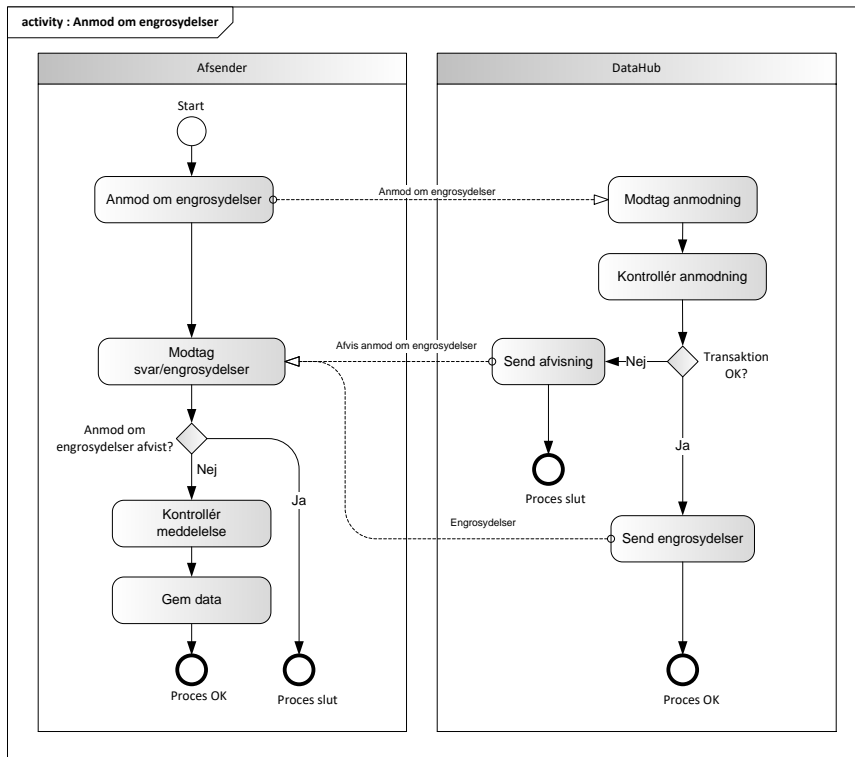 activity : Anmod om engrosydelser
Afsender
DataHub
Start
Anmod om engrosydelser
Anmod om engrosydelser
Modtag anmodning
Kontrollér anmodning
Modtag
svar/engrosydelser
Afvis anmod om engrosydelser
Send afvisning
Nej
Transaktion
OK?
Anmod om
engrosydelser afvist?
Nej
Ja
Ja
Proces slut
Kontrollér
meddelelse
Engrosydelser
Send engrosydelser
Gem data
Proces OK
Proces slut
Proces OK